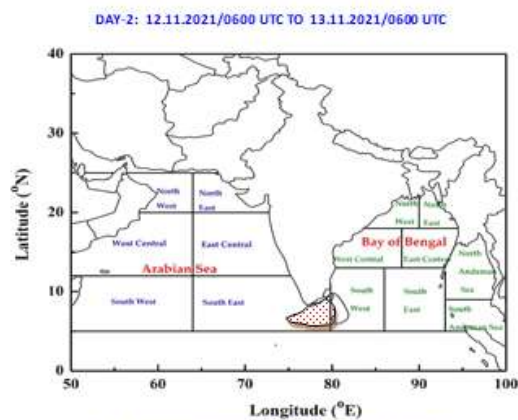 DAY-2: 12.11.2021/0600 UTC TO 13.11.2021/0600 UTC
40
30
20
10
0
Latitude (°N)
North
West
North
East
West Central
East Central
Arabian Sea
South West
South East
North
West
North
East
Bay of Bengal
West Central
East Central
North
Andaman
Sea
South
West
South
East
South
Andaman Sea
50
60
70
80
90
100
Longitude (°E)